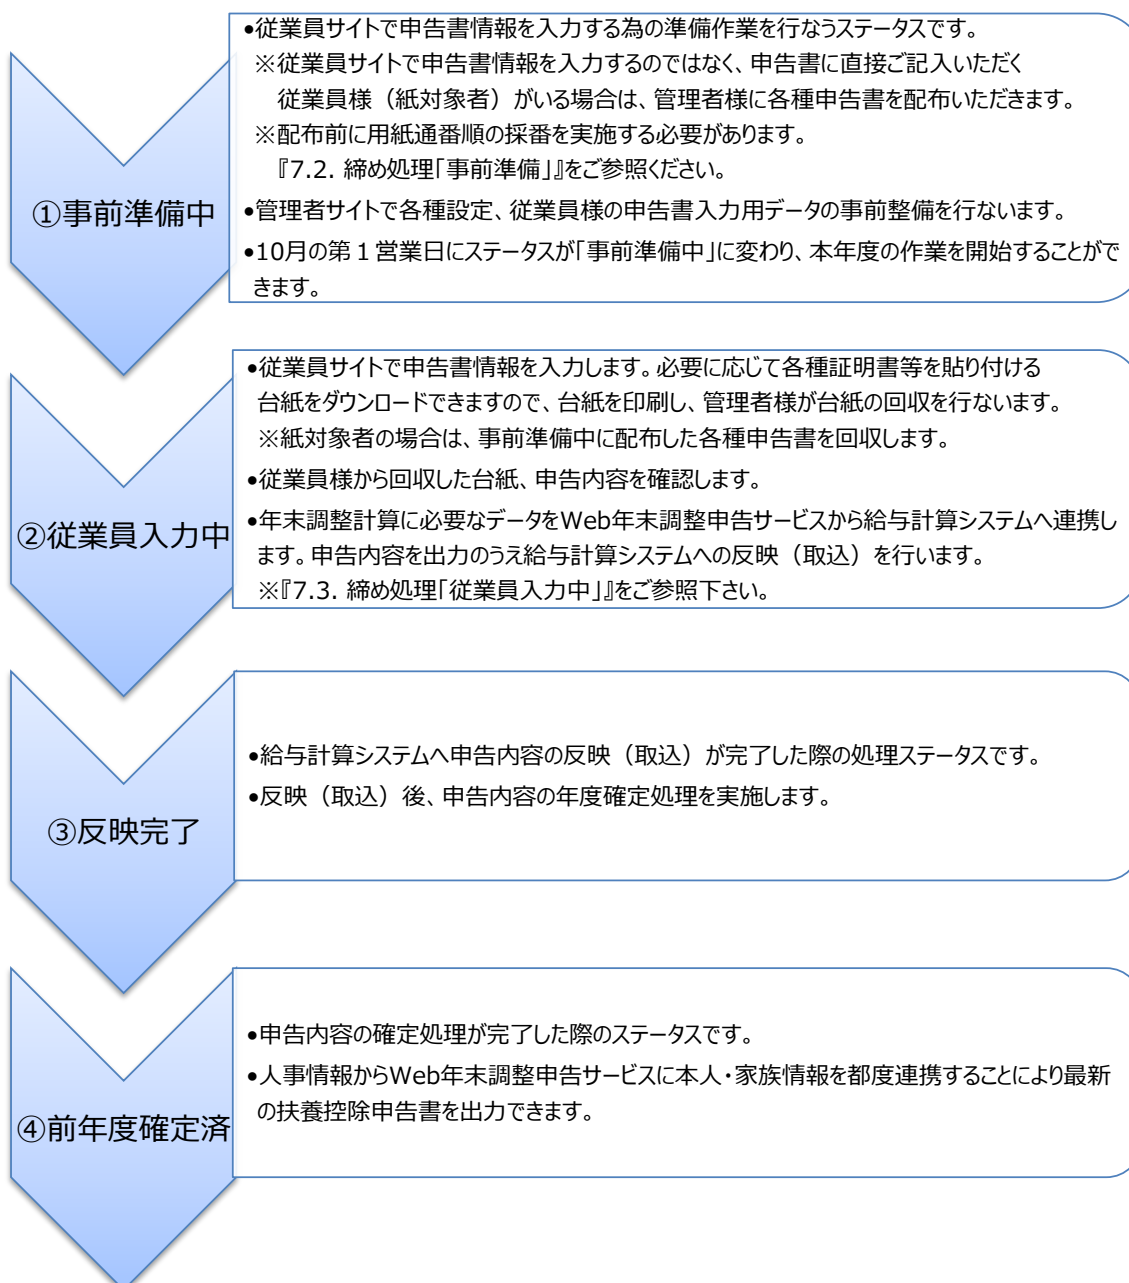 ①事前準備中
•従業員サイトで申告書情報を入力する為の準備作業を行なうステータスです。
※従業員サイトで申告書情報を入力するのではなく、申告書に直接ご記入いただく
従業員様（紙対象者）がいる場合は、管理者様に各種申告書を配布いただきます。
※配布前に用紙通番順の採番を実施する必要があります。
『7.2. 締め処理「事前準備」』をご参照ください。
•管理者サイトで各種設定、従業員様の申告書入力用データの事前整備を行ないます。
•10月の第１営業日にステータスが「事前準備中」に変わり、本年度の作業を開始することがで
きます。
②従業員入力中
•従業員サイトで申告書情報を入力します。必要に応じて各種証明書等を貼り付ける
台紙をダウンロードできますので、台紙を印刷し、管理者様が台紙の回収を行ないます。
※紙対象者の場合は、事前準備中に配布した各種申告書を回収します。
•従業員様から回収した台紙、申告内容を確認します。
•年末調整計算に必要なデータをWeb年末調整申告サービスから給与計算システムへ連携し
ます。申告内容を出力のうえ給与計算システムへの反映（取込）を行います。
※『7.3. 締め処理「従業員入力中」』をご参照下さい。
③反映完了
•給与計算システムへ申告内容の反映（取込）が完了した際の処理ステータスです。
•反映（取込）後、申告内容の年度確定処理を実施します。
④前年度確定済
•申告内容の確定処理が完了した際のステータスです。
•人事情報からWeb年末調整申告サービスに本人・家族情報を都度連携することにより最新
の扶養控除申告書を出力できます。